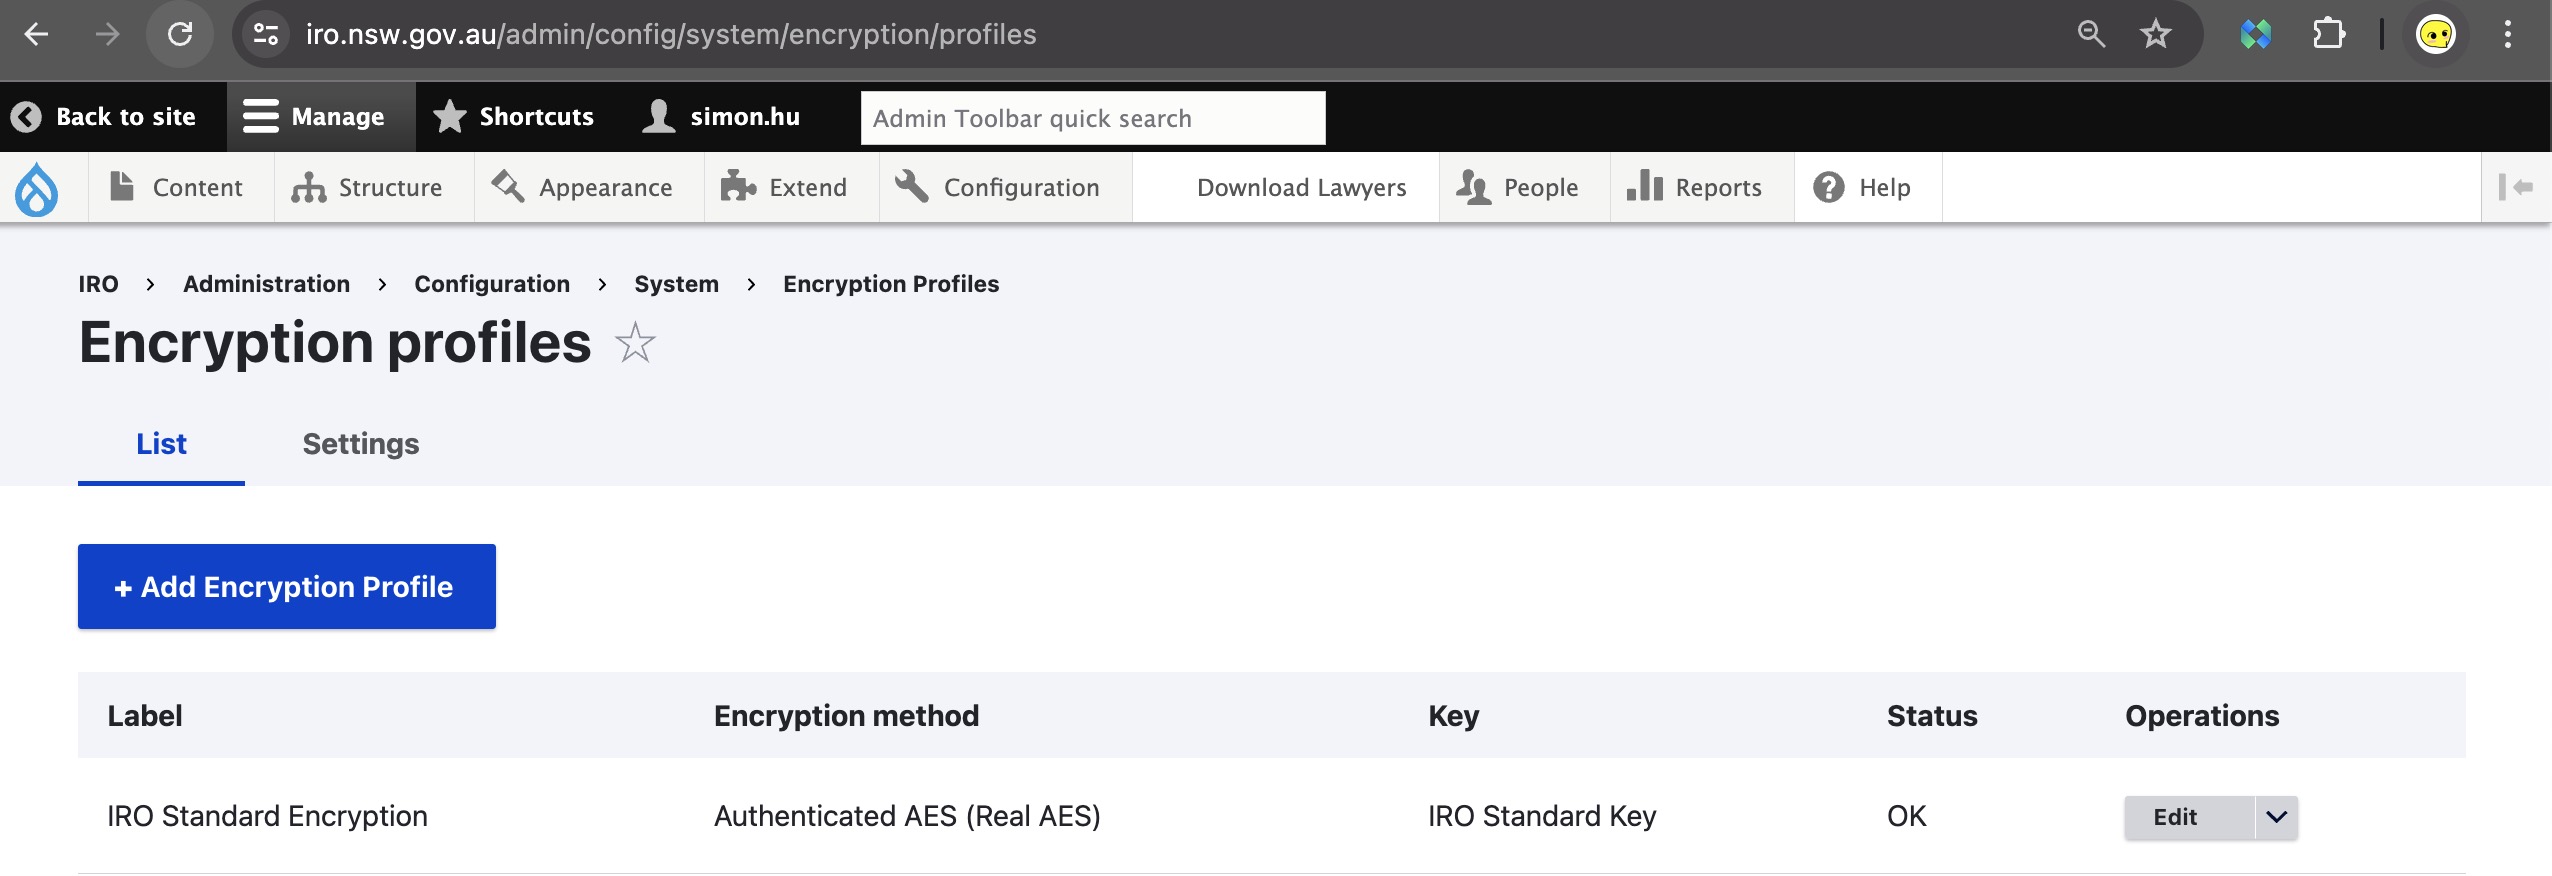 iro.nsw.gov.au/admin/config/system/encryption/profiles
Back to site Manage Shortcuts simon.hu Admin Toolbar quick search
Content Structure Appearance Extend Configuration Download Lawyers People Reports Help
IRO > Administration > Configuration > System > Encryption Profiles
Encryption profiles
List Settings
+ Add Encryption Profile
Label Encryption method Key Status Operations
IRO Standard Encryption Authenticated AES (Real AES) IRO Standard Key OK Edit